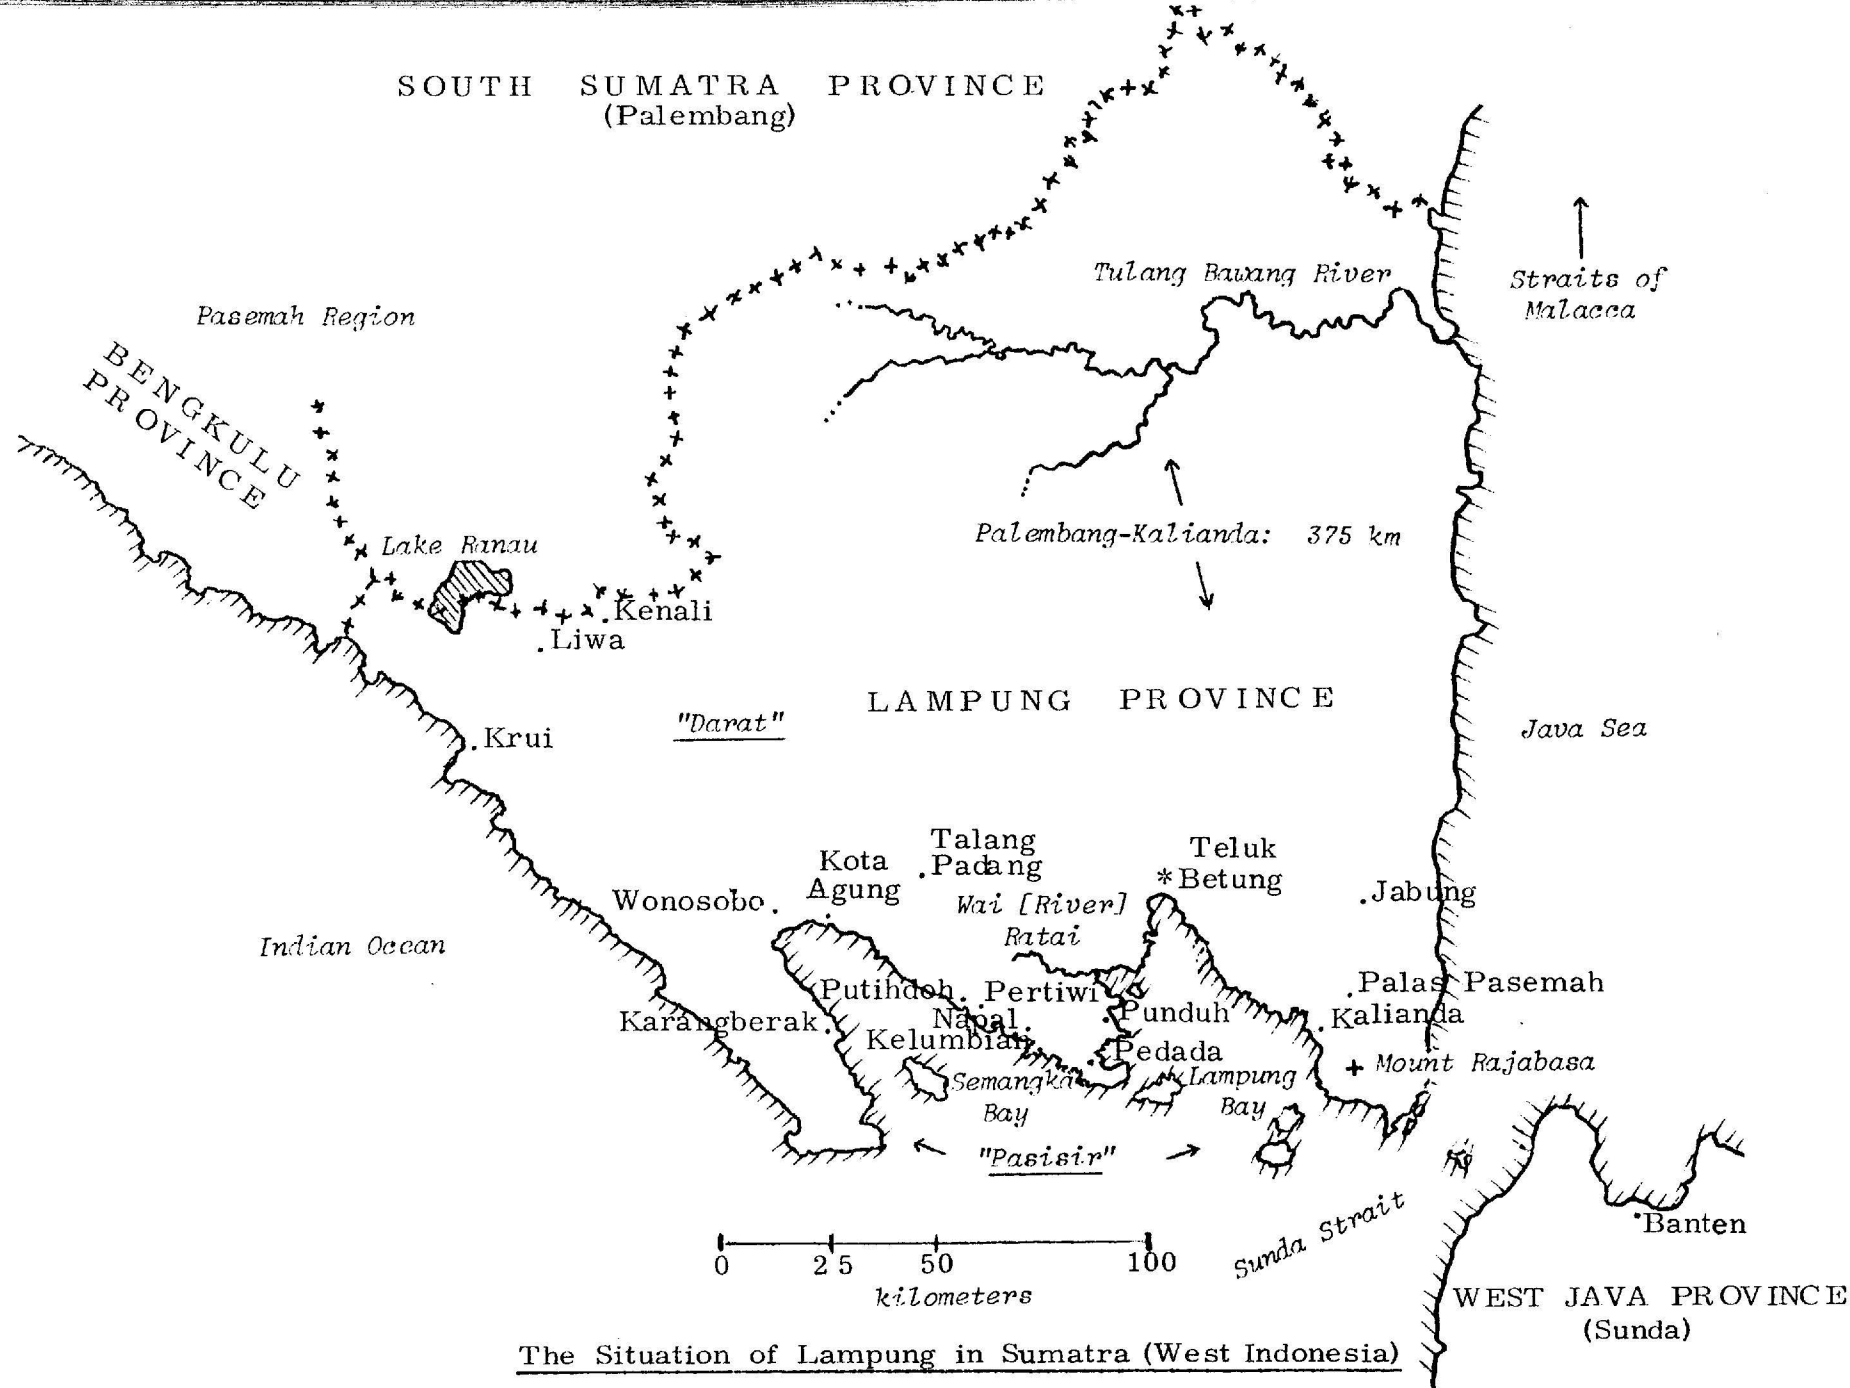 SOUTH SUMATRA PROVINCE
(Palembang)
Tulang Bawang River
Straits of
Malacca
Pasemah Region
BENGKULU
PROVINCE
Lake Ranau
Palembang-Kalianda: 375 km
.Kenali
.Liwa
LAMPUNG PROVINCE
"Darat"
.Krui
Java Sea
Talang
.Padang
Kota
Agung
Teluk
*Betung
Wonosobo.
Wai [River]
Ratai
.Jabung
Indian Ocean
Putihdoh.
Pertiwi
.Palas Pasemah
Karangberak.
Napal.
.Punduh
.Kalianda
Kelumbian.
.Pedada
+ Mount Rajabasa
Semangka
Bay
Lampung
Bay
"Pasisir"
Sunda Strait
.Banten
0 25 50 100
kilometers
WEST JAVA PROVINCE
(Sunda)
The Situation of Lampung in Sumatra (West Indonesia)